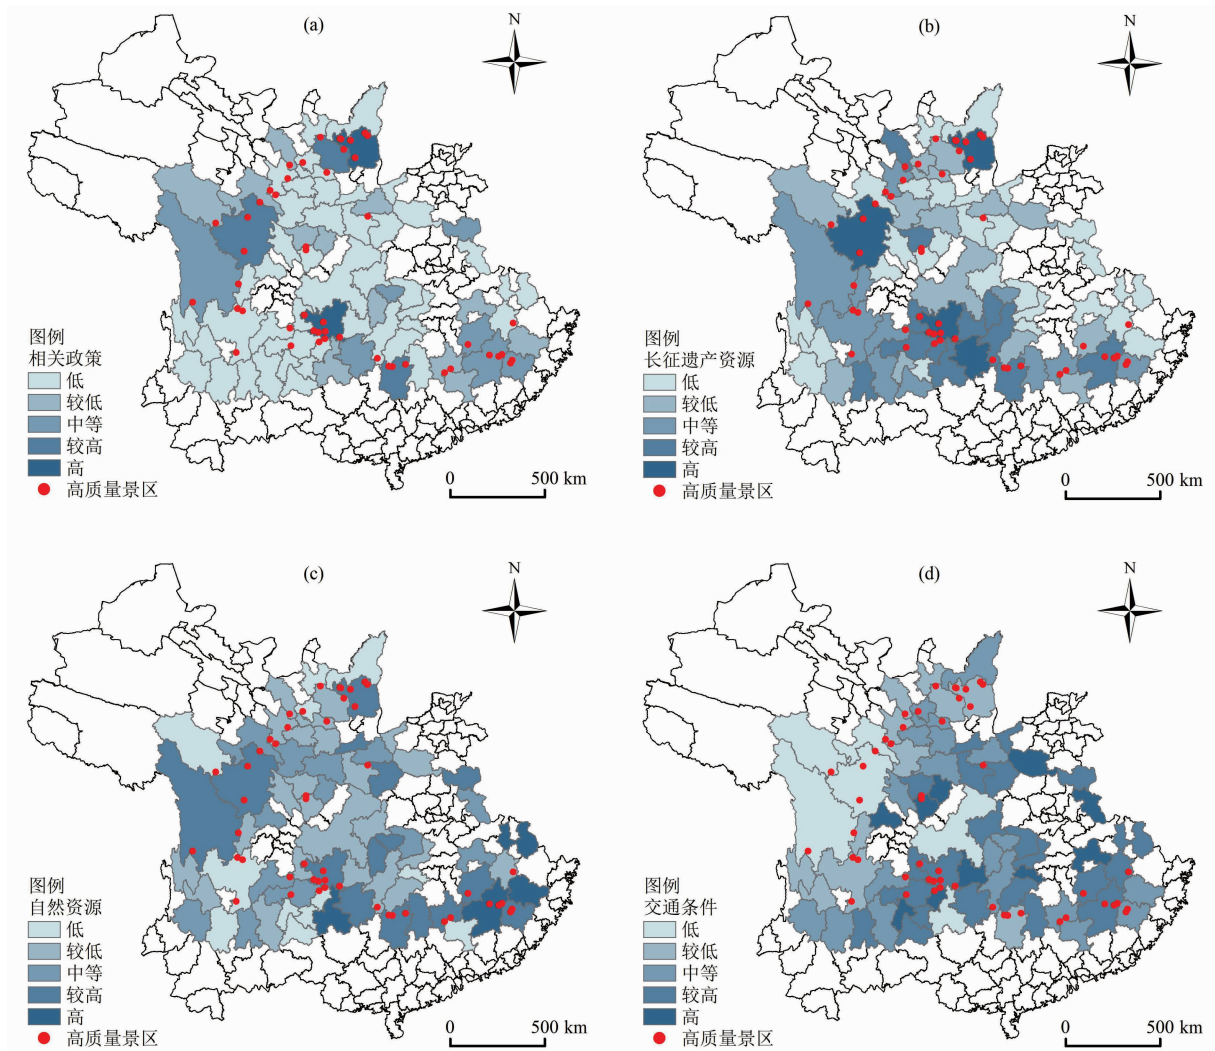 (a)
N
图例
相关政策
低
较低
中等
较高
高
高质量景区
0 500 km
(b)
N
图例
长征遗产资源
低
较低
中等
较高
高
高质量景区
0 500 km
(c)
N
图例
自然资源
低
较低
中等
较高
高
高质量景区
0 500 km
(d)
N
图例
交通条件
低
较低
中等
较高
高
高质量景区
0 500 km